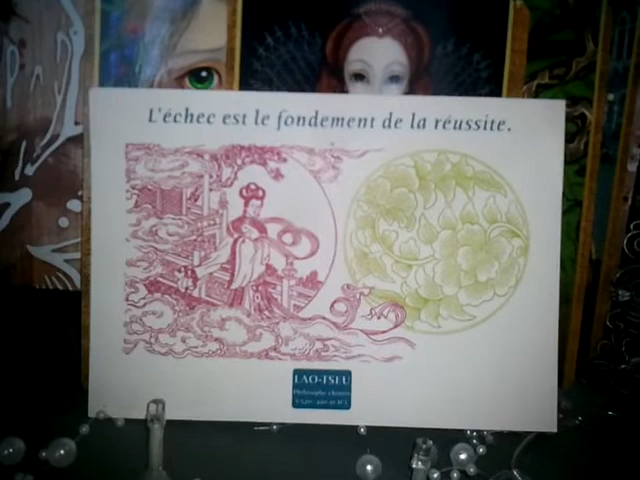 L'échec est le fondement de la réussite.
LAO-TSEU
Philosophe chinois